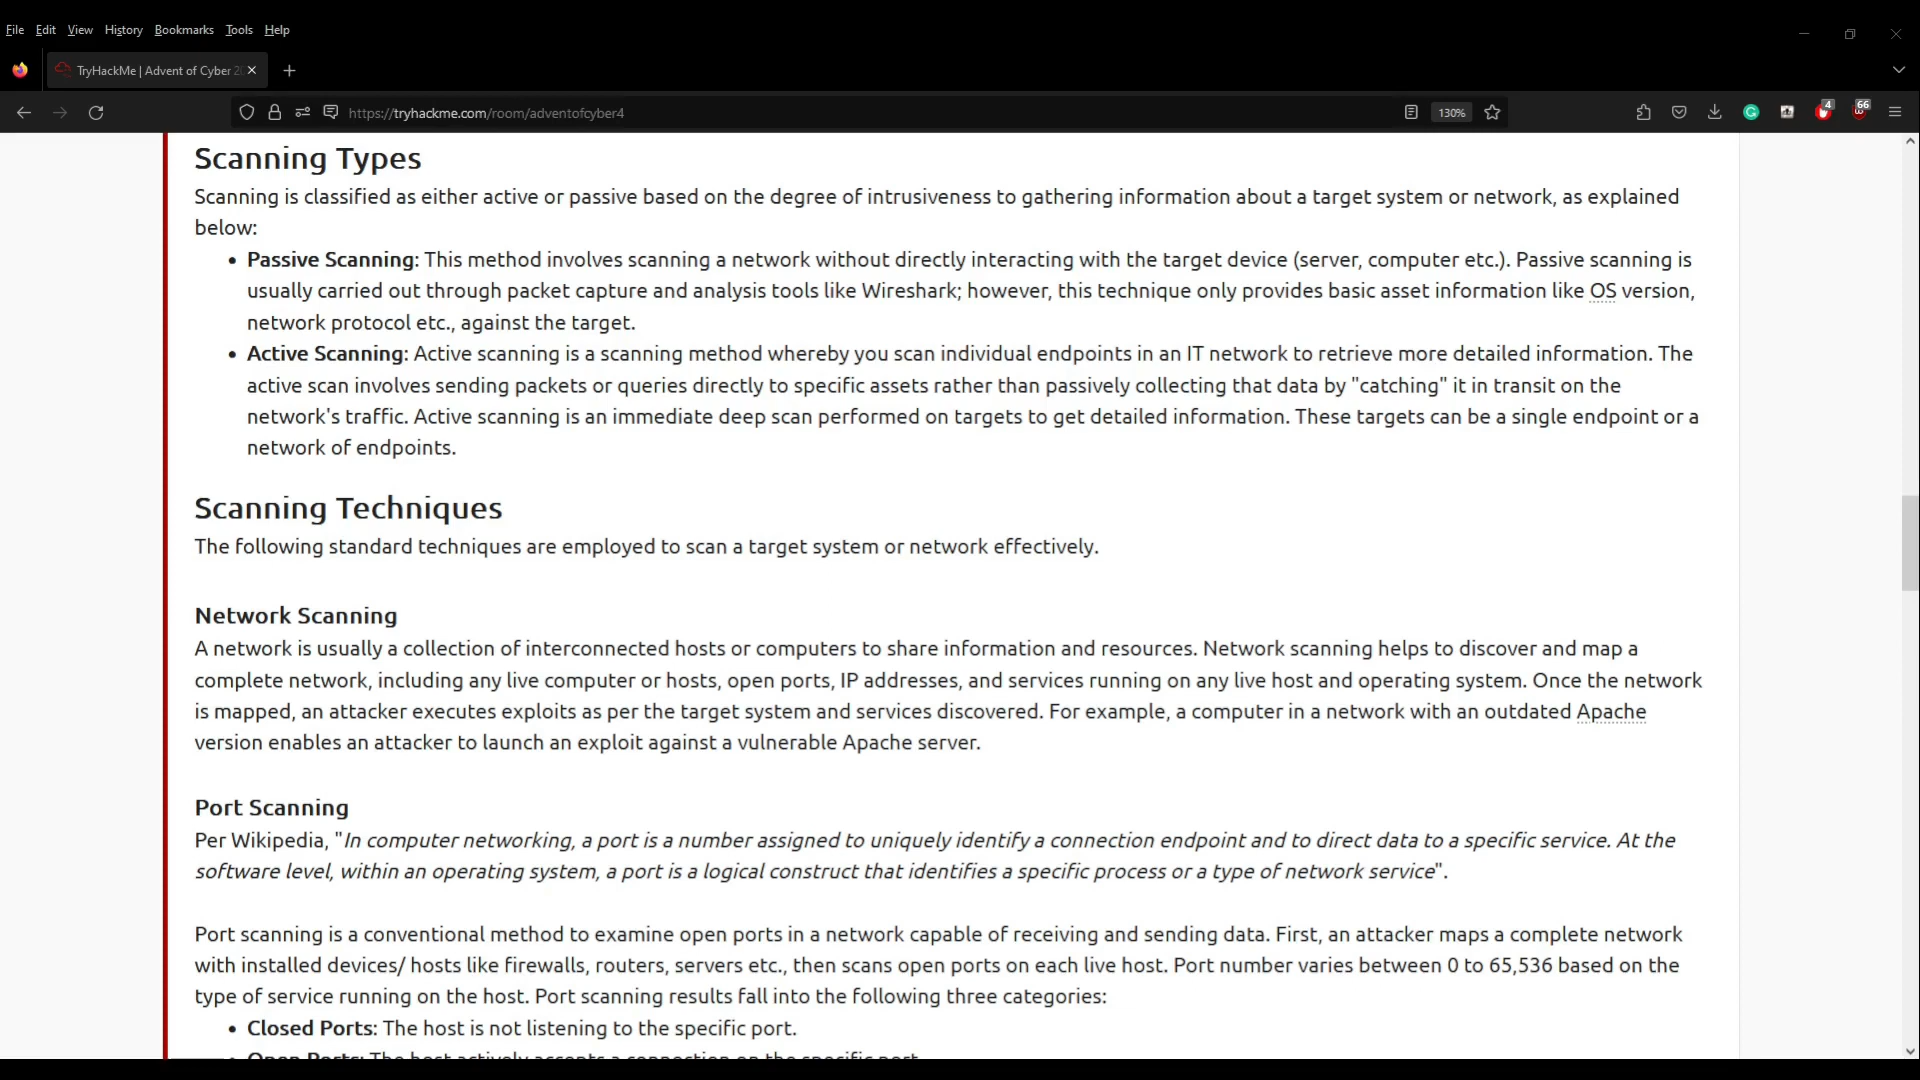 File Edit View History Bookmarks Tools Help
TryHackMe | Advent of Cyber 20
https://tryhackme.com/room/adventofcyber4
130%
4
66
Scanning Types
Scanning is classified as either active or passive based on the degree of intrusiveness to gathering information about a target system or network, as explained
below:
• Passive Scanning: This method involves scanning a network without directly interacting with the target device (server, computer etc.). Passive scanning is
usually carried out through packet capture and analysis tools like Wireshark; however, this technique only provides basic asset information like OS version,
network protocol etc., against the target.
• Active Scanning: Active scanning is a scanning method whereby you scan individual endpoints in an IT network to retrieve more detailed information. The
active scan involves sending packets or queries directly to specific assets rather than passively collecting that data by "catching" it in transit on the
network's traffic. Active scanning is an immediate deep scan performed on targets to get detailed information. These targets can be a single endpoint or a
network of endpoints.
Scanning Techniques
The following standard techniques are employed to scan a target system or network effectively.
Network Scanning
A network is usually a collection of interconnected hosts or computers to share information and resources. Network scanning helps to discover and map a
complete network, including any live computer or hosts, open ports, IP addresses, and services running on any live host and operating system. Once the network
is mapped, an attacker executes exploits as per the target system and services discovered. For example, a computer in a network with an outdated Apache
version enables an attacker to launch an exploit against a vulnerable Apache server.
Port Scanning
Per Wikipedia, "In computer networking, a port is a number assigned to uniquely identify a connection endpoint and to direct data to a specific service. At the
software level, within an operating system, a port is a logical construct that identifies a specific process or a type of network service".
Port scanning is a conventional method to examine open ports in a network capable of receiving and sending data. First, an attacker maps a complete network
with installed devices/ hosts like firewalls, routers, servers etc., then scans open ports on each live host. Port number varies between 0 to 65,536 based on the
type of service running on the host. Port scanning results fall into the following three categories:
• Closed Ports: The host is not listening to the specific port.
• Open Ports: The host actively accepts a connection on the specific port.